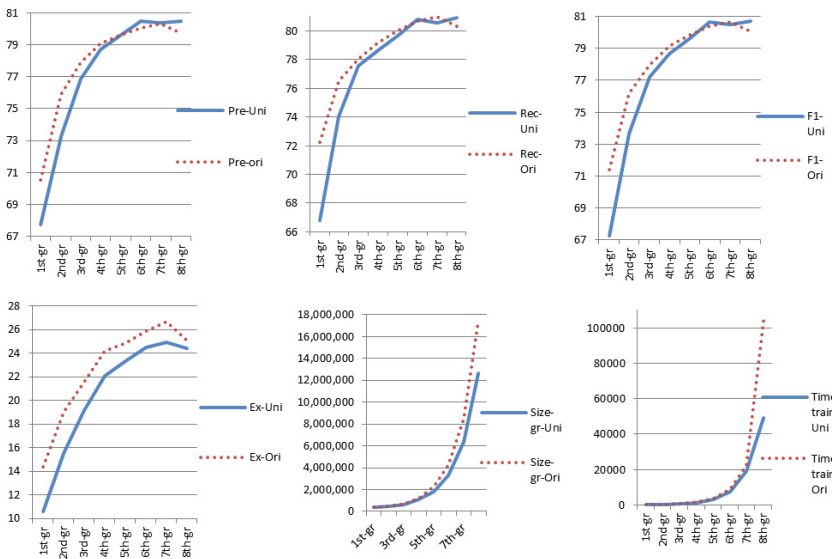 81
79
77
75
73
71
69
67
1st-gr
2nd-gr
3rd-gr
4th-gr
5th-gr
6th-gr
7th-gr
8th-gr
Pre-Uni
Pre-ori
80
78
76
74
72
70
68
66
1st-gr
2nd-gr
3rd-gr
4th-gr
5th-gr
6th-gr
7th-gr
8th-gr
Rec-
Uni
Rec-
Ori
81
79
77
75
73
71
69
67
1st-gr
2nd-gr
3rd-gr
4th-gr
5th-gr
6th-gr
7th-gr
8th-gr
F1-
Uni
F1-
Ori
28
26
24
22
20
18
16
14
12
10
1st-gr
2nd-gr
3rd-gr
4th-gr
5th-gr
6th-gr
7th-gr
8th-gr
Ex-Uni
Ex-Ori
18,000,000
16,000,000
14,000,000
12,000,000
10,000,000
8,000,000
6,000,000
4,000,000
2,000,000
0
1st-gr
3rd-gr
5th-gr
7th-gr
Size-
gr-Uni
Size-
gr-Ori
100000
80000
60000
40000
20000
0
1st-gr
2nd-gr
3rd-gr
4th-gr
5th-gr
6th-gr
7th-gr
8th-gr
Time
train
Uni
Time
train
Ori